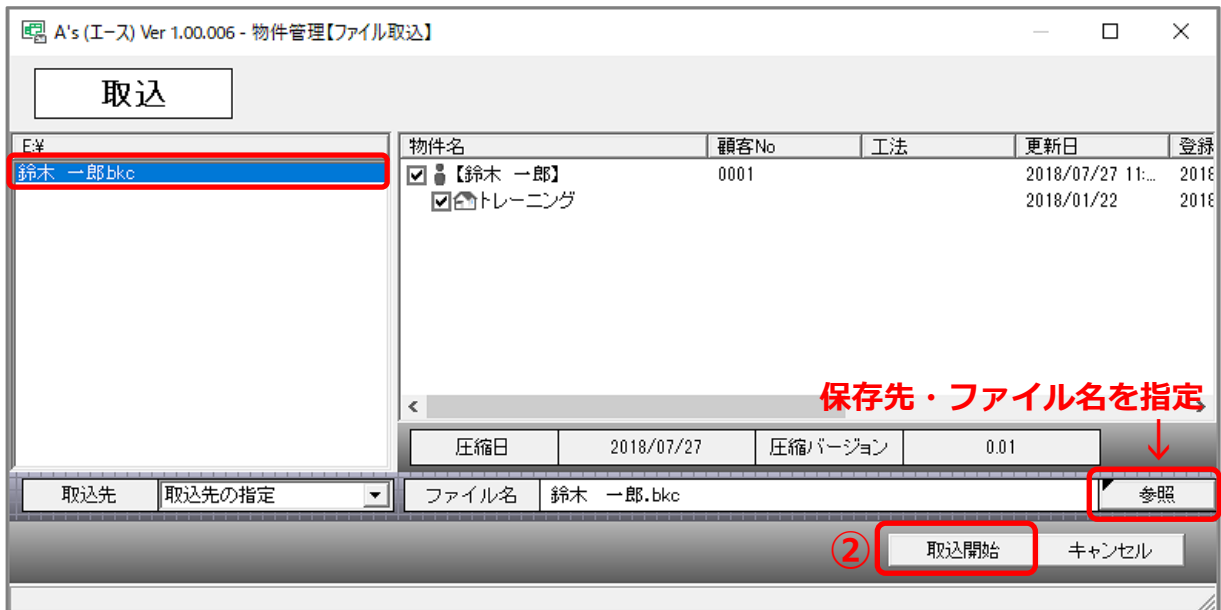 A's (エース) Ver 1.00.006 - 物件管理【ファイル取込】
取込
E:¥
鈴木 一郎.bkc
物件名 顧客No 工法 更新日 登録
【鈴木 一郎】 0001 2018/07/27 11:... 2018
トレーニング 2018/01/22 2018
保存先・ファイル名を指定
↓
圧縮日 2018/07/27 圧縮バージョン 0.01
取込先 取込先の指定 ファイル名 鈴木 一郎.bkc 参照
② 取込開始 キャンセル